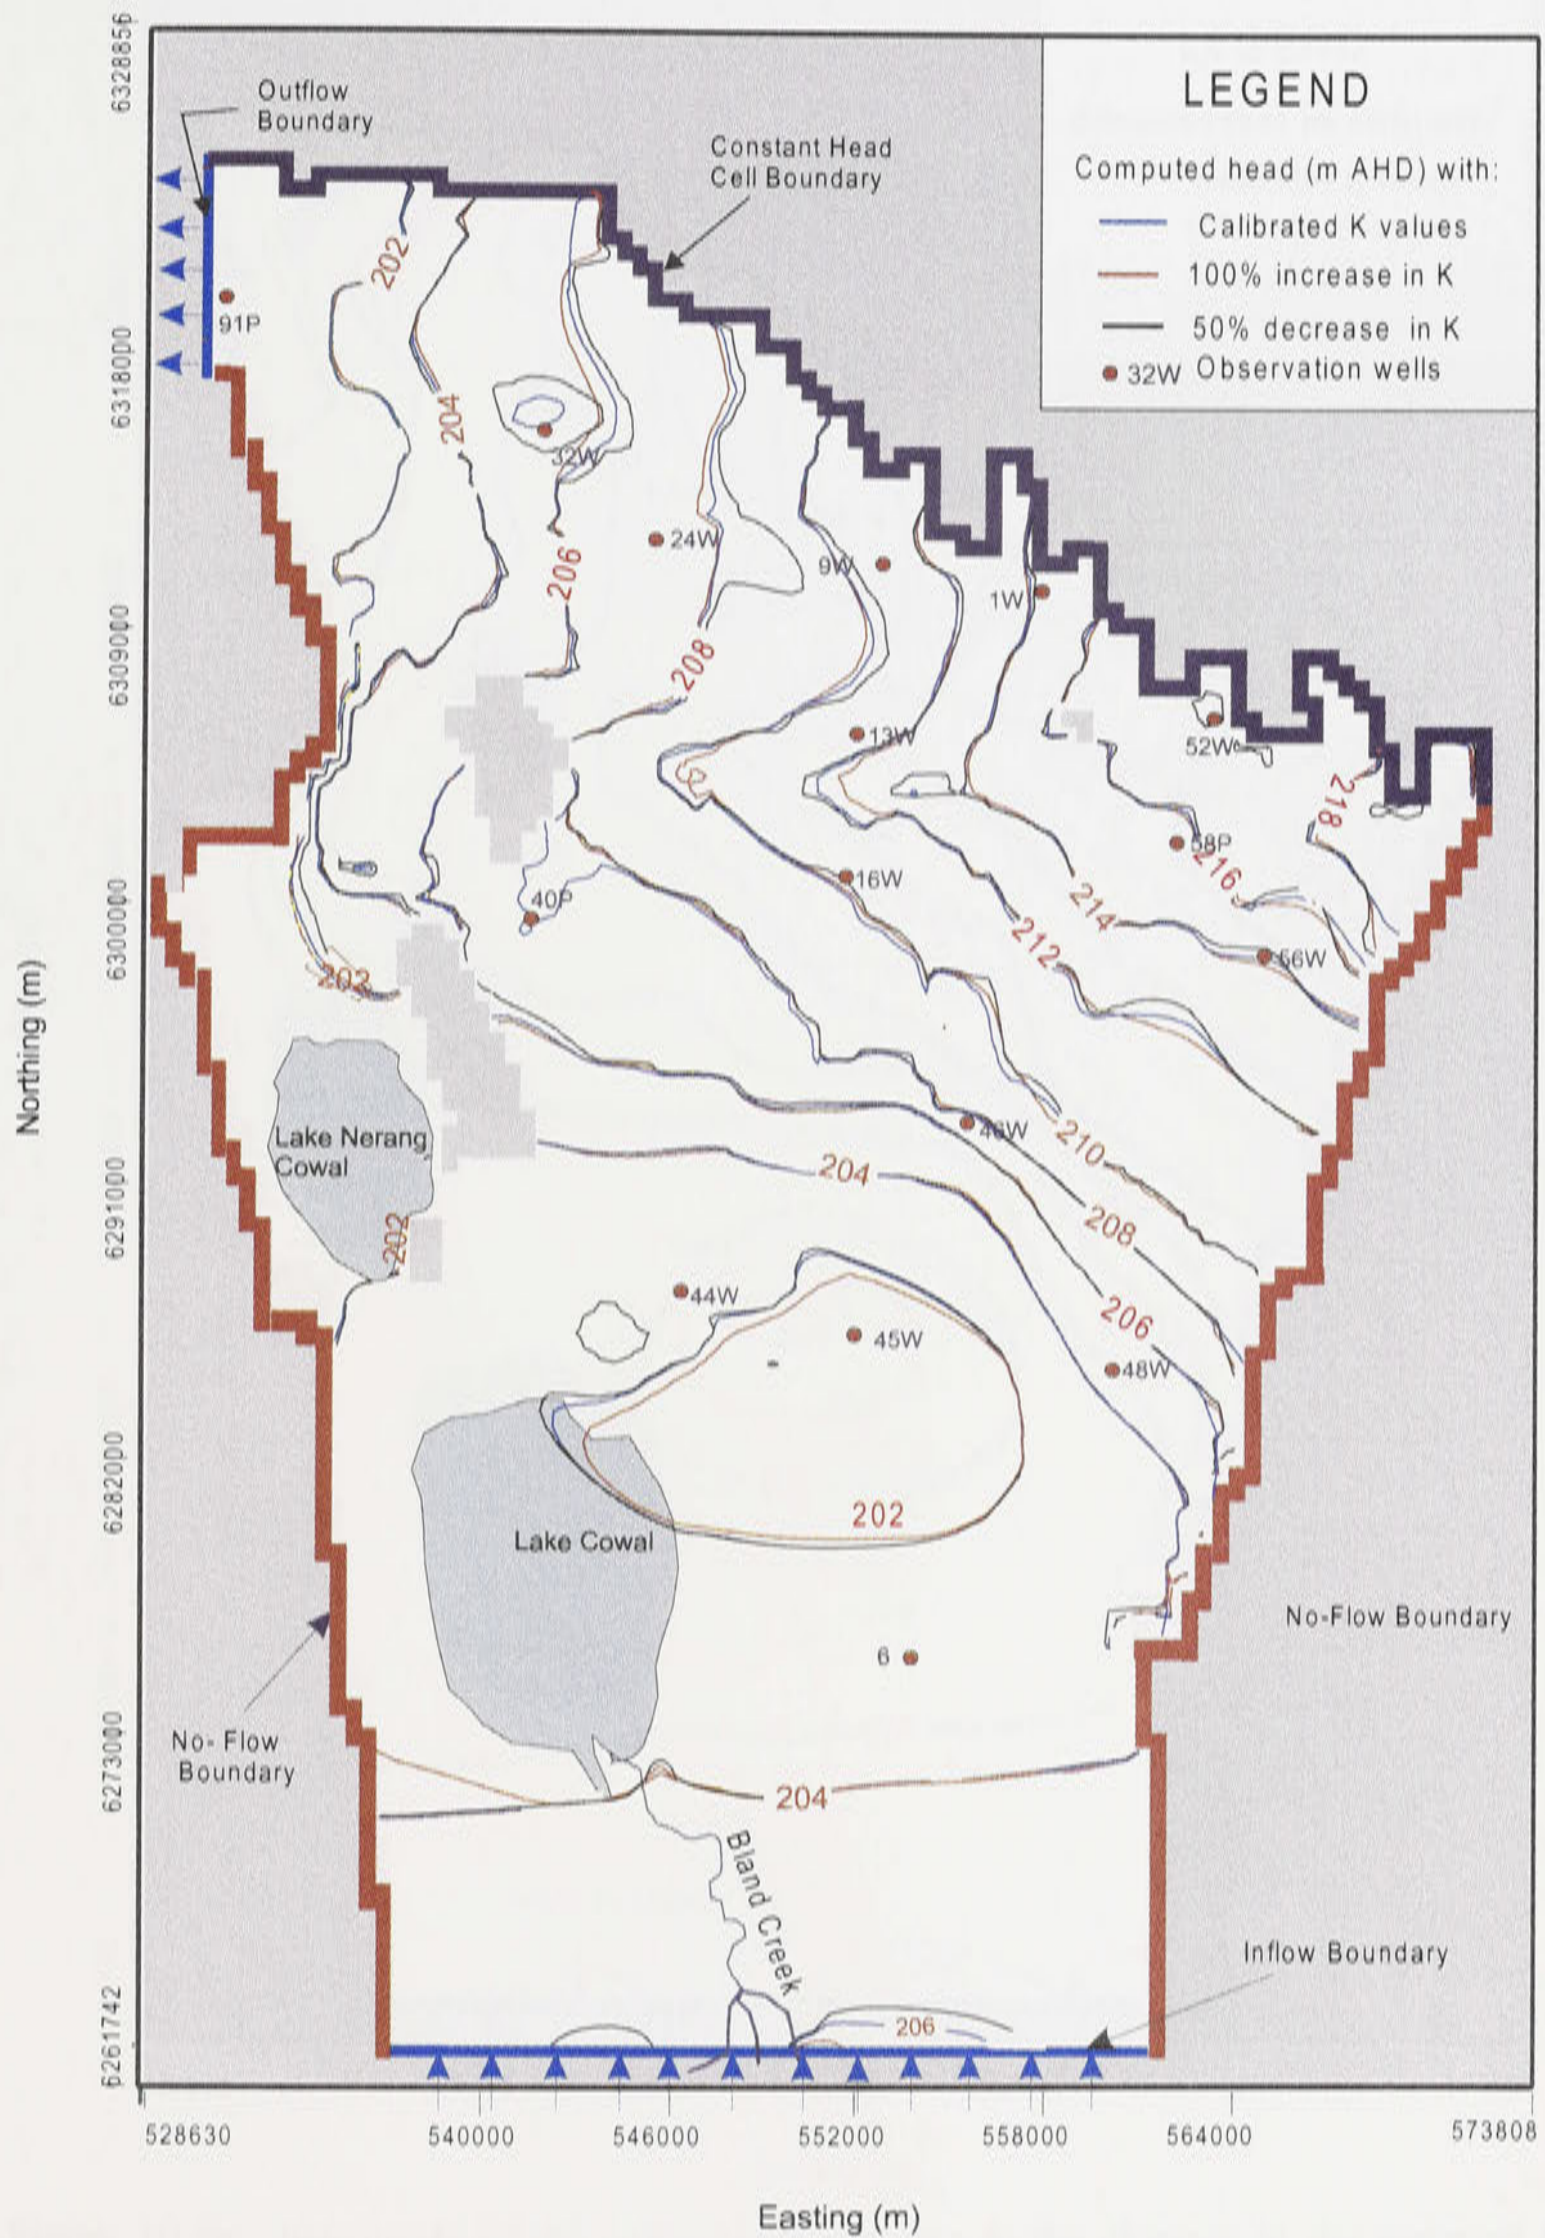 6328856
6318000
6309000
6300000
6291000
6282000
6273000
6261742
Northing (m)
528630
540000
546000
552000
558000
564000
573808
Easting (m)
LEGEND
Computed head (m AHD) with:
Calibrated K values
100% increase in K
50% decrease in K
32W Observation wells
Outflow
Boundary
Constant Head
Cell Boundary
91P
202
204
32W
206
24W
9W
1W
208
13W
52W
218
58P
216
40P
16W
214
212
56W
202
Lake Nerang
Cowal
46W
210
204
202
208
44W
206
45W
48W
202
Lake Cowal
No-Flow Boundary
6
No- Flow
Boundary
204
Bland Creek
Inflow Boundary
206